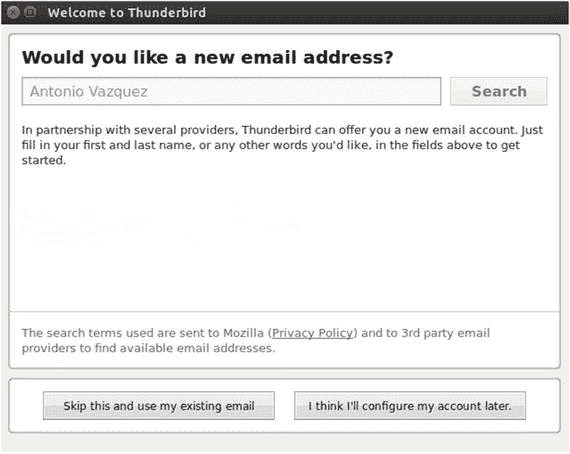 Welcome to Thunderbird
Would you like a new email address?
Antonio Vazquez
Search
In partnership with several providers, Thunderbird can offer you a new email account. Just
fill in your first and last name, or any other words you'd like, in the fields above to get
started.
The search terms used are sent to Mozilla (Privacy Policy) and to 3rd party email
providers to find available email addresses.
Skip this and use my existing email
I think I'll configure my account later.